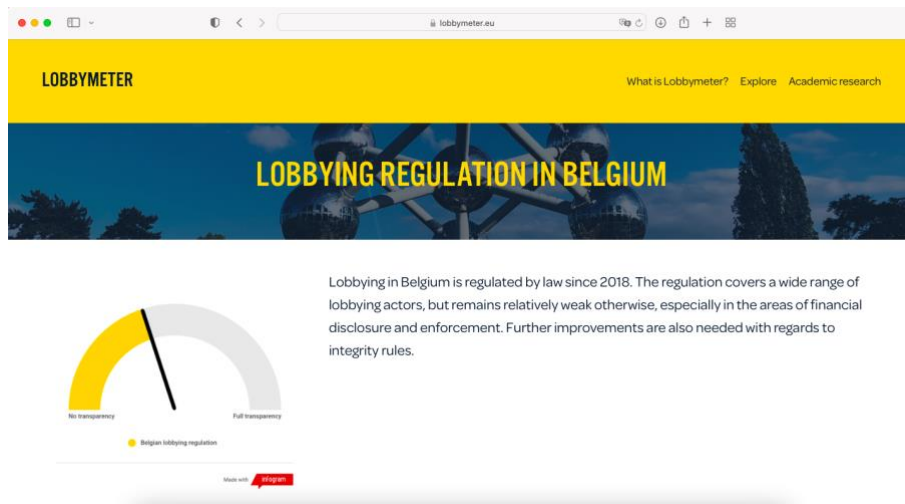 lobbymeter.eu
LOBBYMETER
What is Lobbymeter? Explore Academic research
LOBBYING REGULATION IN BELGIUM
Lobbying in Belgium is regulated by law since 2018. The regulation covers a wide range of
lobbying actors, but remains relatively weak otherwise, especially in the areas of financial
disclosure and enforcement. Further improvements are also needed with regards to
integrity rules.
No transparency
Full transparency
Belgian lobbying regulation
Made with infogram